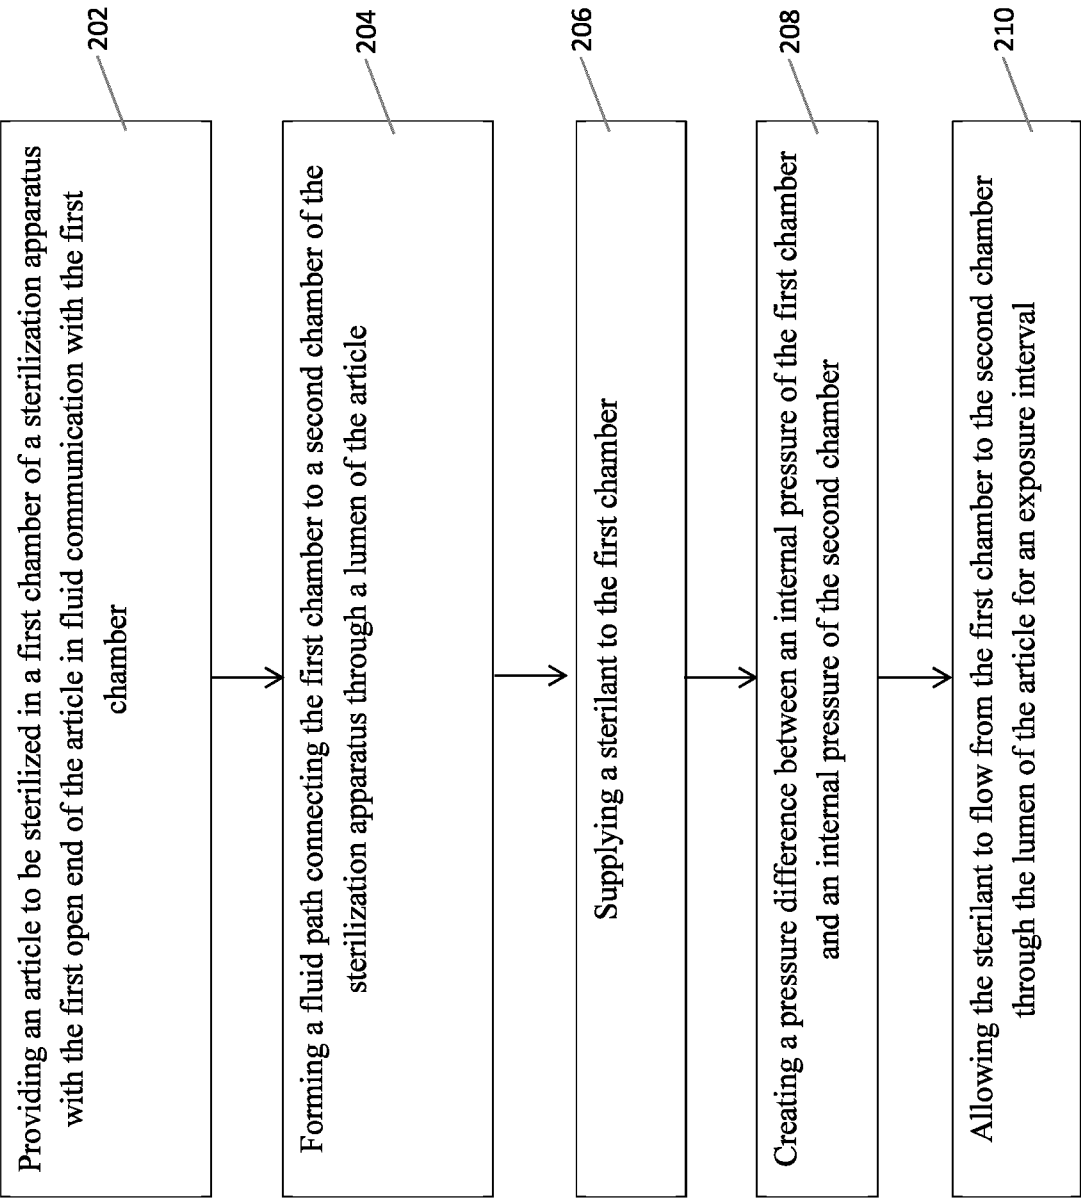 202
Providing an article to be sterilized in a first chamber of a sterilization apparatus
with the first open end of the article in fluid communication with the first
chamber
204
Forming a fluid path connecting the first chamber to a second chamber of the
sterilization apparatus through a lumen of the article
206
Supplying a sterilant to the first chamber
208
Creating a pressure difference between an internal pressure of the first chamber
and an internal pressure of the second chamber
210
Allowing the sterilant to flow from the first chamber to the second chamber
through the lumen of the article for an exposure interval